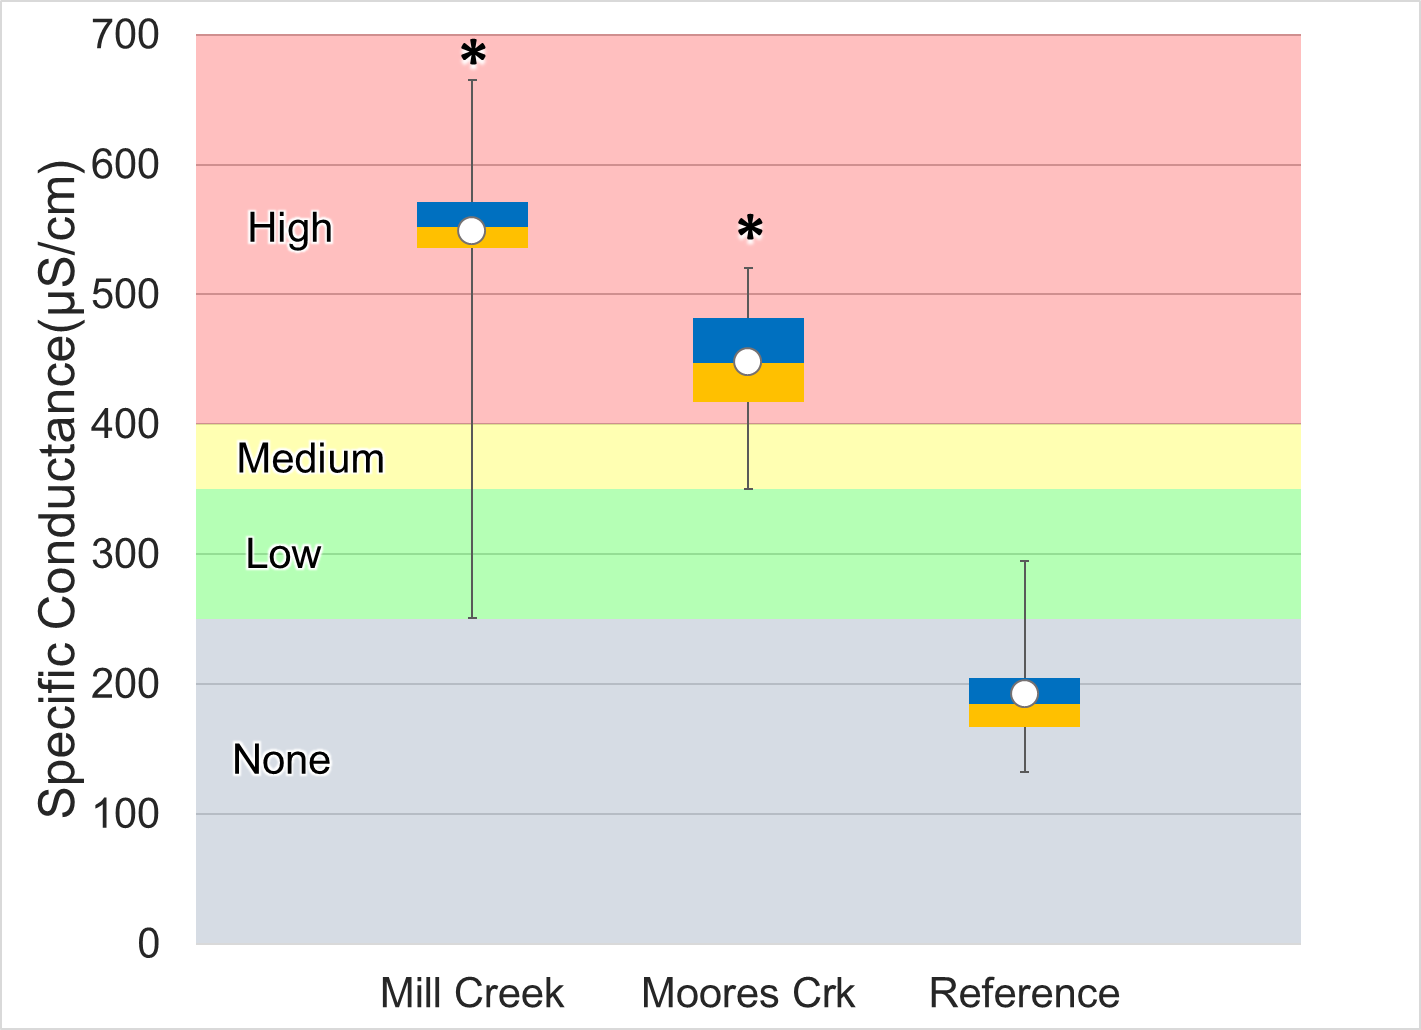 Specific Conductance(µS/cm)
700
600
500
400
300
200
100
0
High
Medium
Low
None
*
*
Mill Creek
Moores Crk
Reference